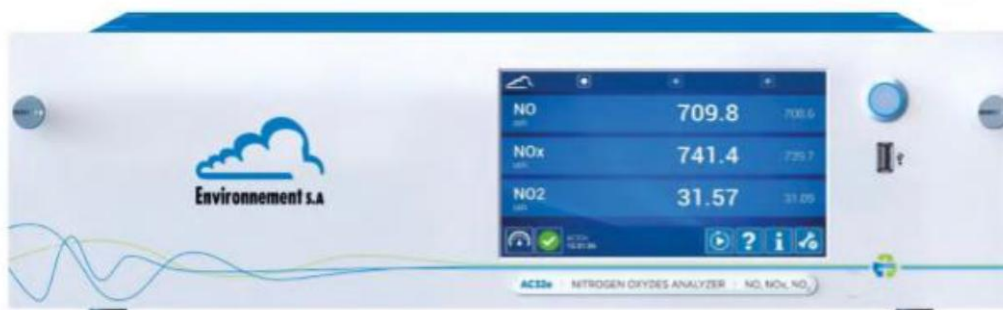 NO
709.8
NOx
741.4
NO2
31.57
Environnement S.A
? i
AC32e NITROGEN OXYDES ANALYZER NO, NOx, NO2